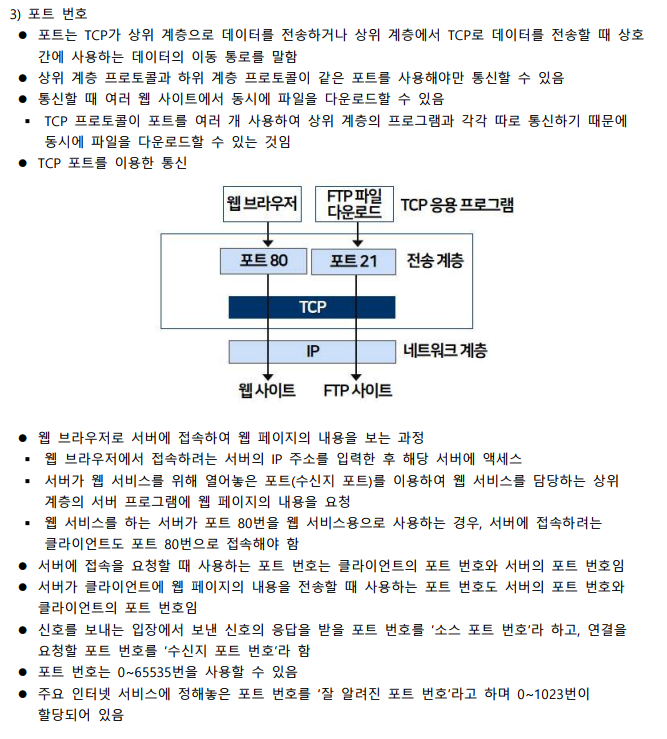 3) 포트 번호
● 포트는 TCP가 상위 계층으로 데이터를 전송하거나 상위 계층에서 TCP로 데이터를 전송할 때 상호
간에 사용하는 데이터의 이동 통로를 말함
● 상위 계층 프로토콜과 하위 계층 프로토콜이 같은 포트를 사용해야만 통신할 수 있음
● 통신할 때 여러 웹 사이트에서 동시에 파일을 다운로드할 수 있음
▪ TCP 프로토콜이 포트를 여러 개 사용하여 상위 계층의 프로그램과 각각 따로 통신하기 때문에
동시에 파일을 다운로드할 수 있는 것임
● TCP 포트를 이용한 통신
웹 브라우저
FTP 파일
다운로드
TCP 응용 프로그램
포트 80
포트 21
전송 계층
TCP
IP
네트워크 계층
웹 사이트
FTP 사이트
● 웹 브라우저로 서버에 접속하여 웹 페이지의 내용을 보는 과정
▪ 웹 브라우저에서 접속하려는 서버의 IP 주소를 입력한 후 해당 서버에 액세스
▪ 서버가 웹 서비스를 위해 열어놓은 포트(수신지 포트)를 이용하여 웹 서비스를 담당하는 상위
계층의 서버 프로그램에 웹 페이지의 내용을 요청
▪ 웹 서비스를 하는 서버가 포트 80번을 웹 서비스용으로 사용하는 경우, 서버에 접속하려는
클라이언트도 포트 80번으로 접속해야 함
● 서버에 접속을 요청할 때 사용하는 포트 번호는 클라이언트의 포트 번호와 서버의 포트 번호임
● 서버가 클라이언트에 웹 페이지의 내용을 전송할 때 사용하는 포트 번호도 서버의 포트 번호와
클라이언트의 포트 번호임
● 신호를 보내는 입장에서 보낸 신호의 응답을 받을 포트 번호를 '소스 포트 번호'라 하고, 연결을
요청할 포트 번호를 '수신지 포트 번호'라 함
● 포트 번호는 0~65535번을 사용할 수 있음
● 주요 인터넷 서비스에 정해놓은 포트 번호를 '잘 알려진 포트 번호'라고 하며 0~1023번이
할당되어 있음